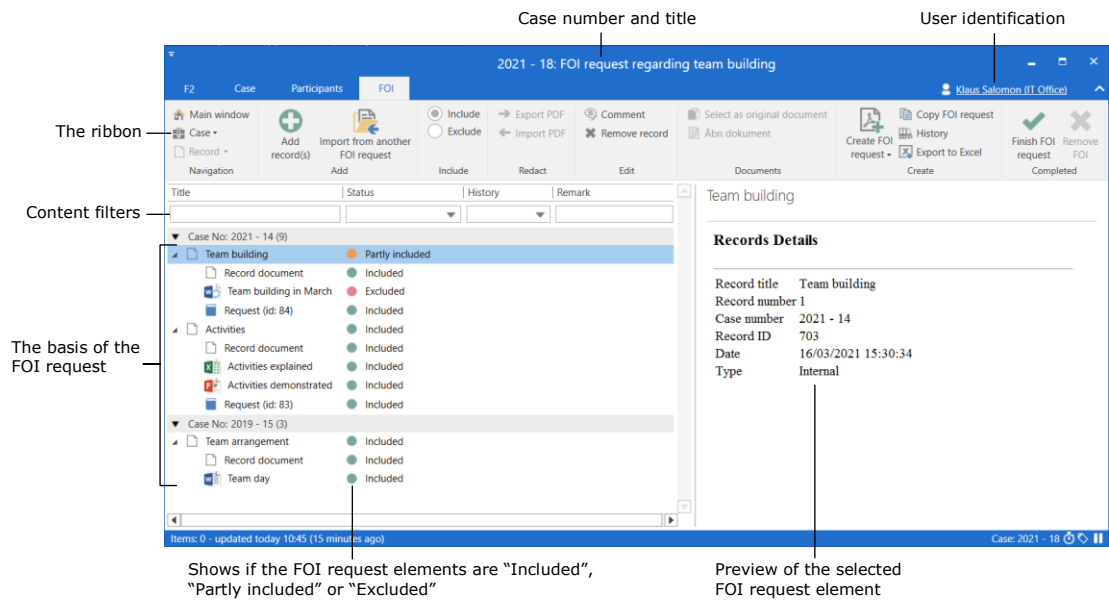 Case number and title
User identification
2021 - 18: FOI request regarding team building
F2 Case Participants FOI
Klaus Salomon (IT Office)
The ribbon
Main window
Case
Record
Navigation
Add
record(s)
Import from another
FOI request
Add
Include
Exclude
Include
Export PDF
Import PDF
Redact
Comment
Remove record
Edit
Select as original document
Åbn dokument
Documents
Create FOI
request
Copy FOI request
History
Export to Excel
Create
Finish FOI
request
Remove
FOI
Completed
Content filters
Title Status History Remark
Case No: 2021 - 14 (9)
Team building Partly included
Record document Included
Team building in March Excluded
Request (id: 84) Included
Activities Included
Record document Included
Activities explained Included
Activities demonstrated Included
Request (id: 83) Included
Case No: 2019 - 15 (3)
Team arrangement Included
Record document Included
Team day Included
The basis of the
FOI request
Team building
Records Details
Record title Team building
Record number 1
Case number 2021 - 14
Record ID 703
Date 16/03/2021 15:30:34
Type Internal
Items: 0 - updated today 10:45 (15 minutes ago)
Case: 2021 - 18
Shows if the FOI request elements are “Included”,
“Partly included” or “Excluded”
Preview of the selected
FOI request element